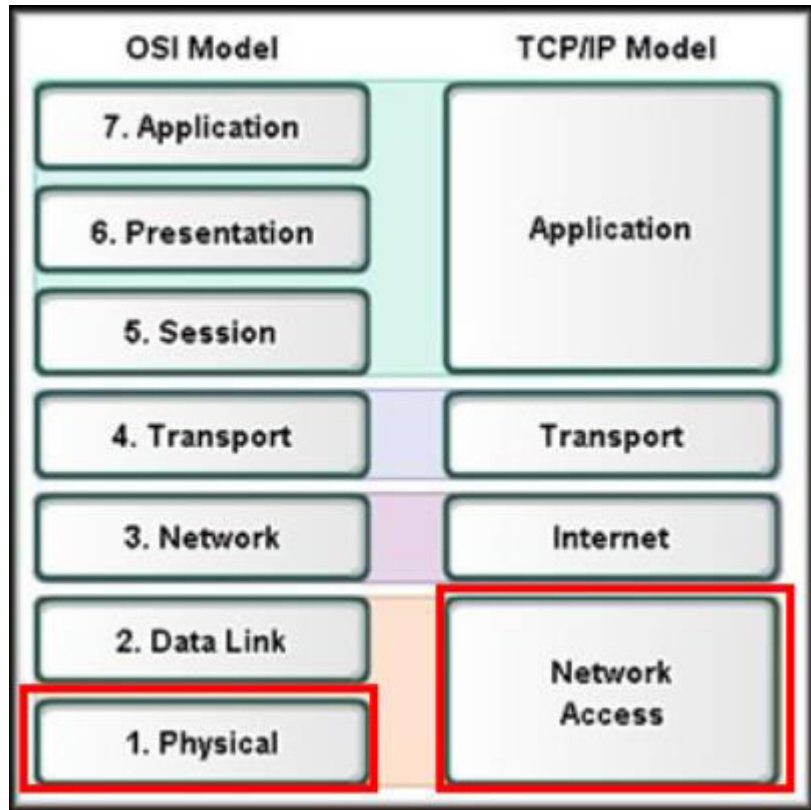 OSI Model
TCP/IP Model
7. Application
6. Presentation
5. Session
4. Transport
3. Network
2. Data Link
1. Physical
Application
Transport
Internet
Network
Access